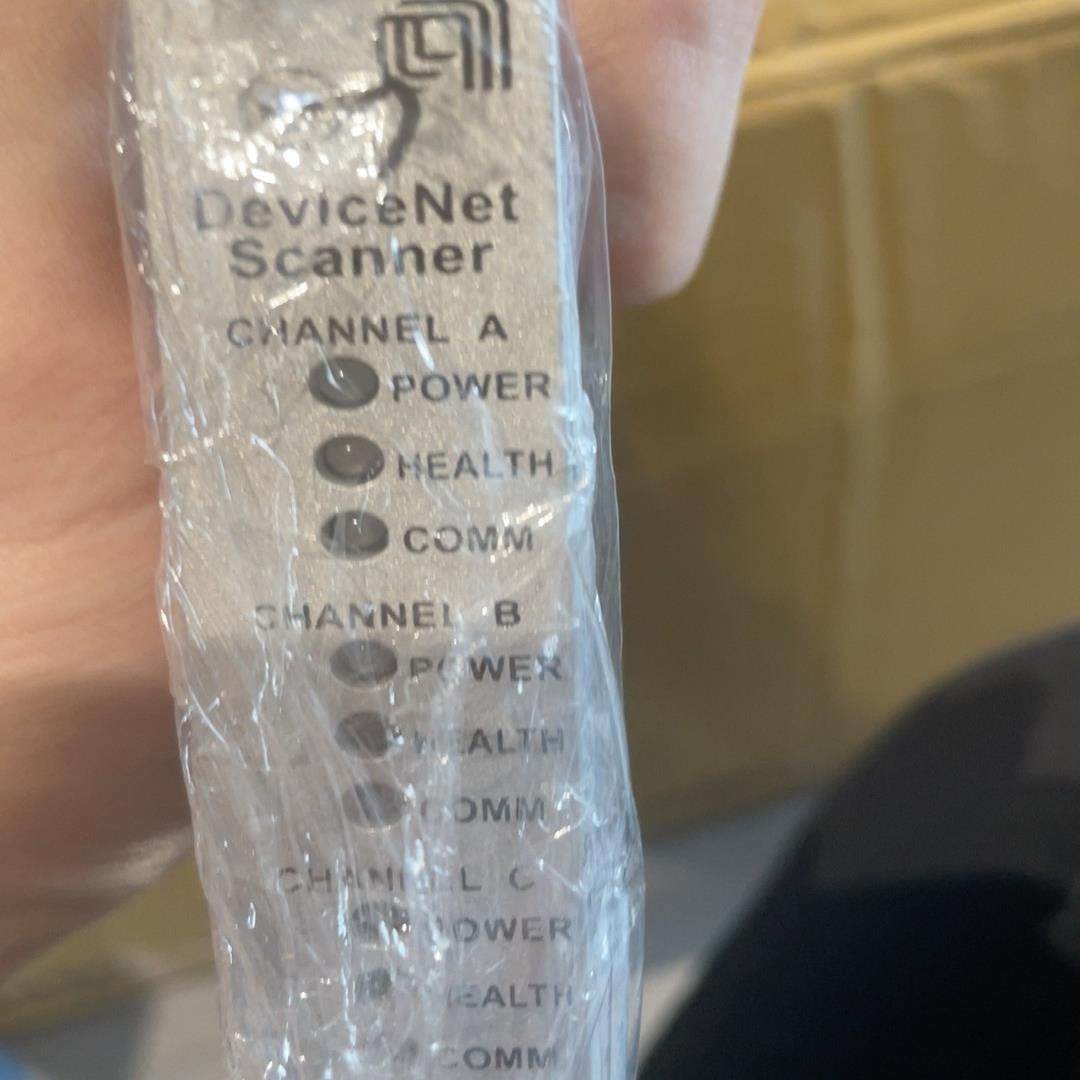 DeviceNet
Scanner
CHANNEL A
POWER
HEALTH
COMM
CHANNEL B
POWER
HEALTH
COMM
CHANNEL C
POWER
HEALTH
COMM